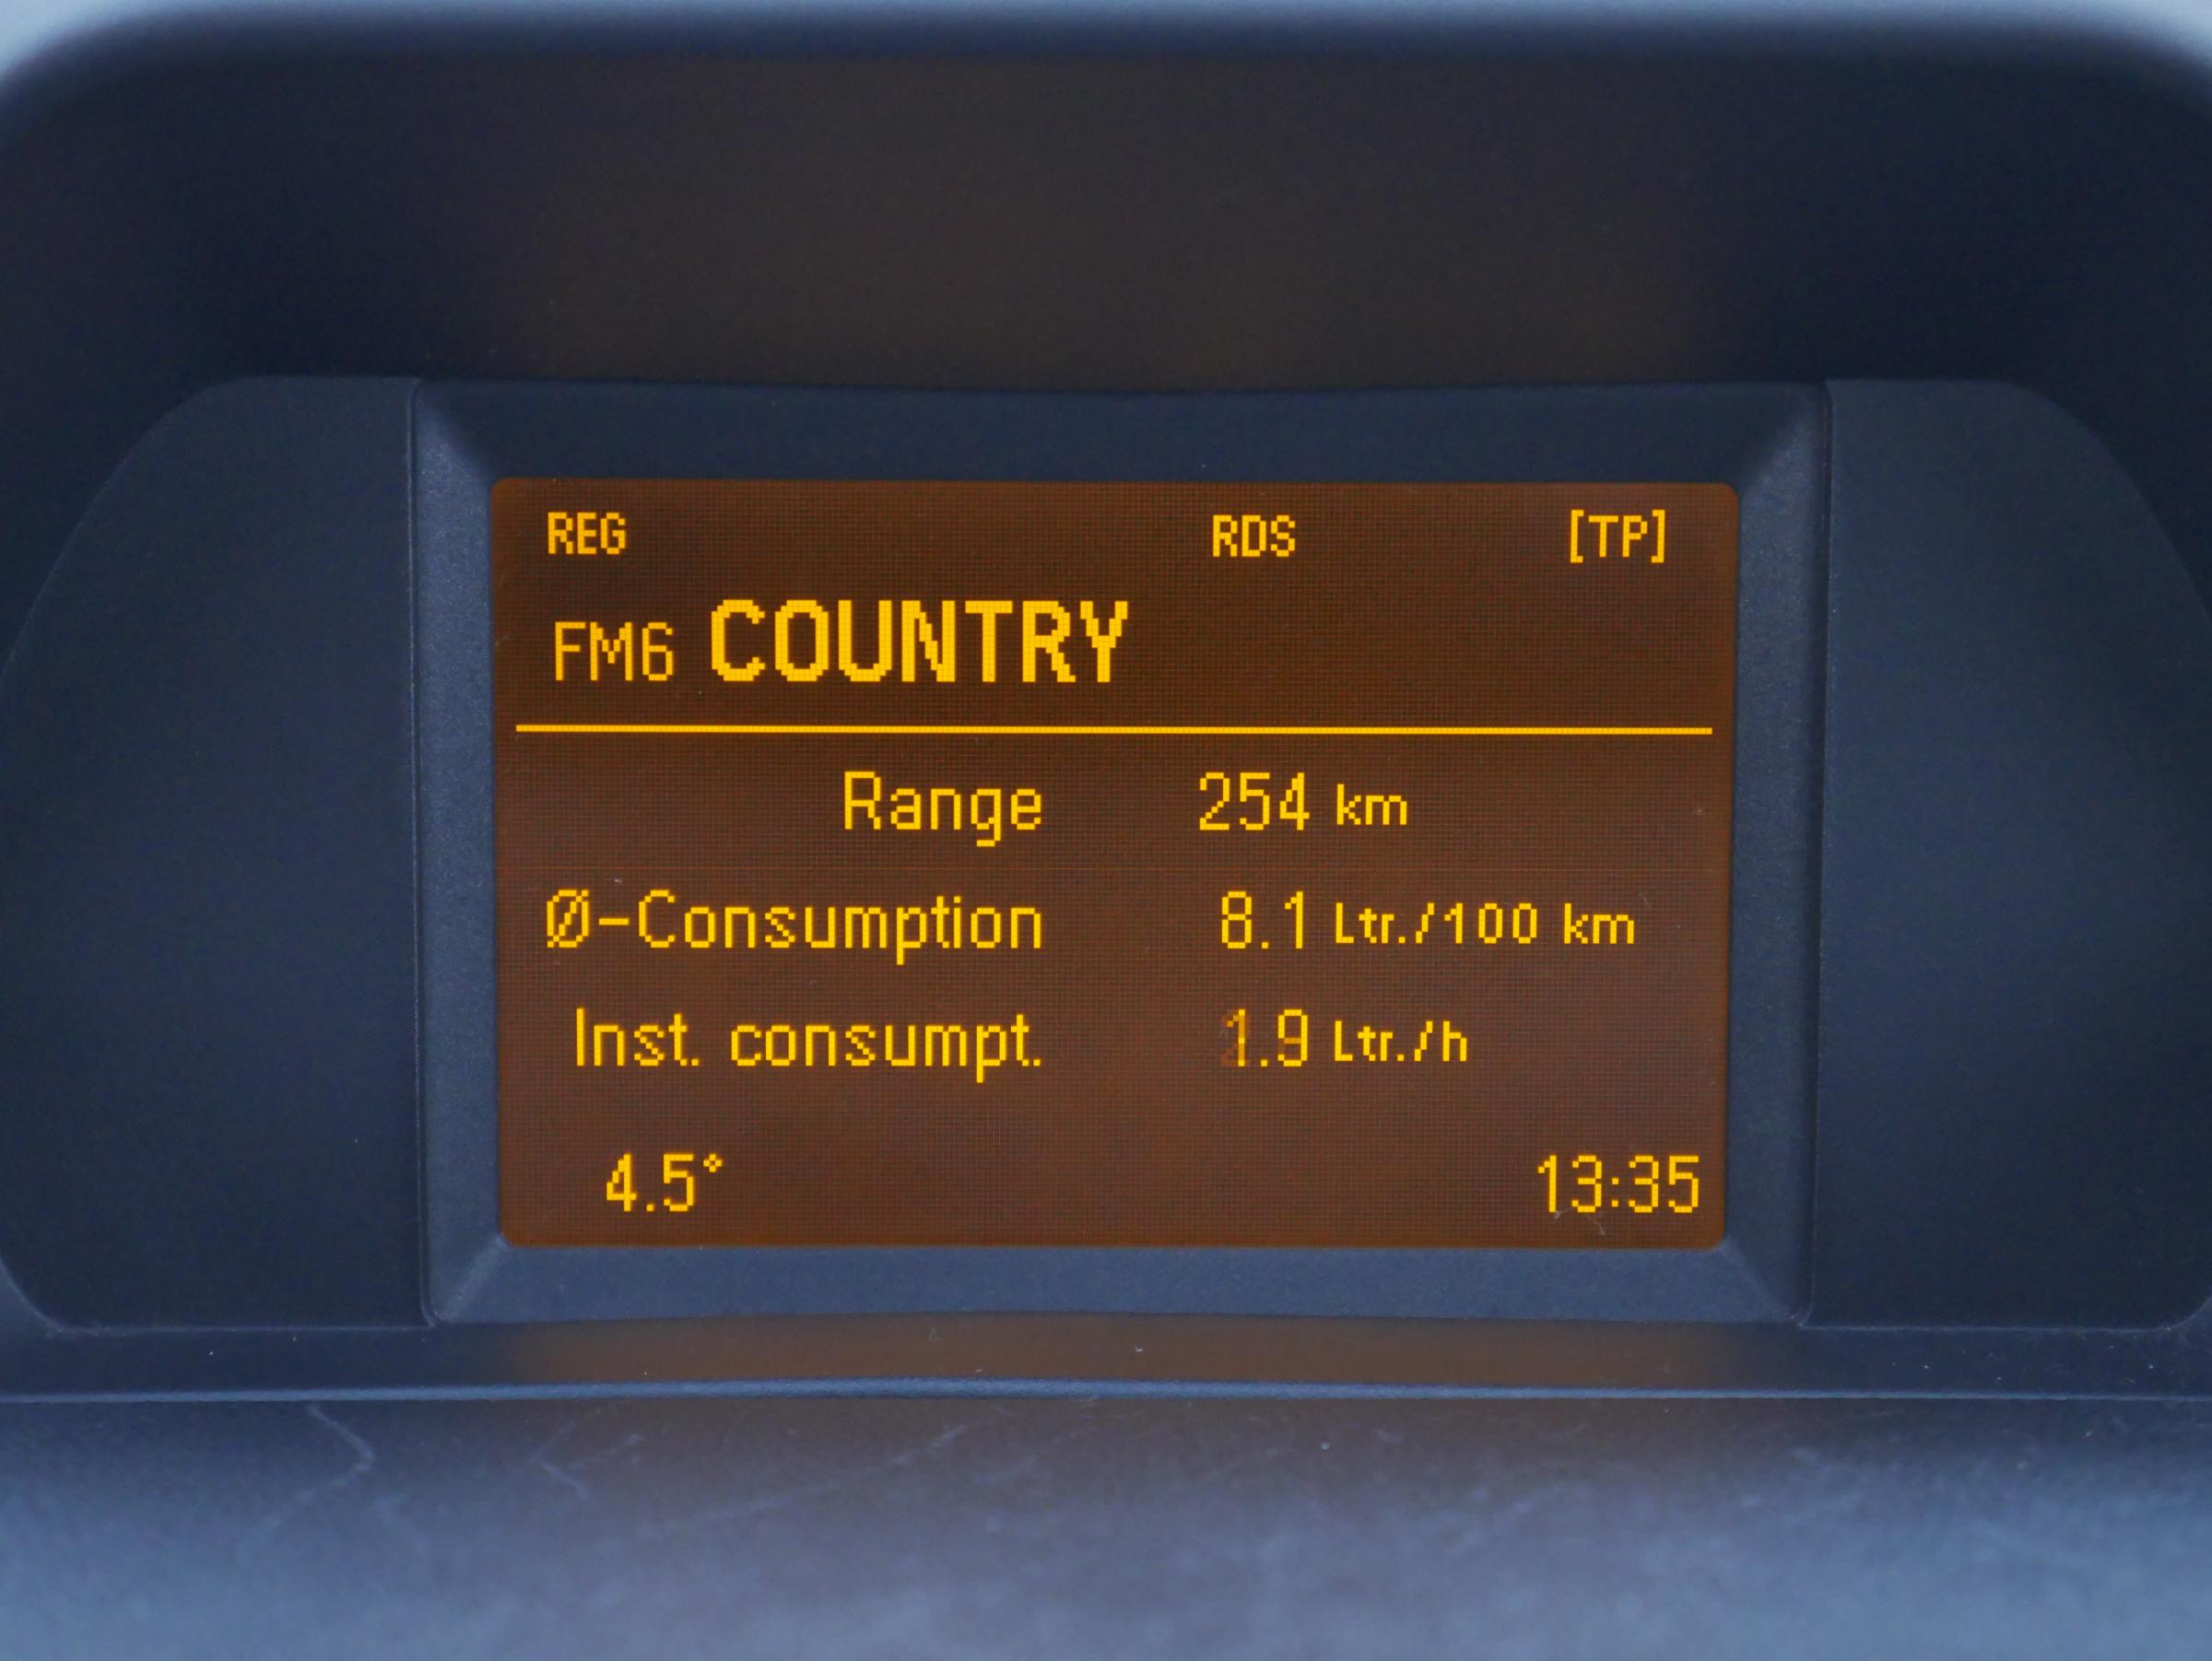 REG RDS [TP]
FM6 COUNTRY
Range 254 km
Ø-Consumption 8.1 Ltr./100 km
Inst. consumpt. 1.9 Ltr./h
4.5° 13:35